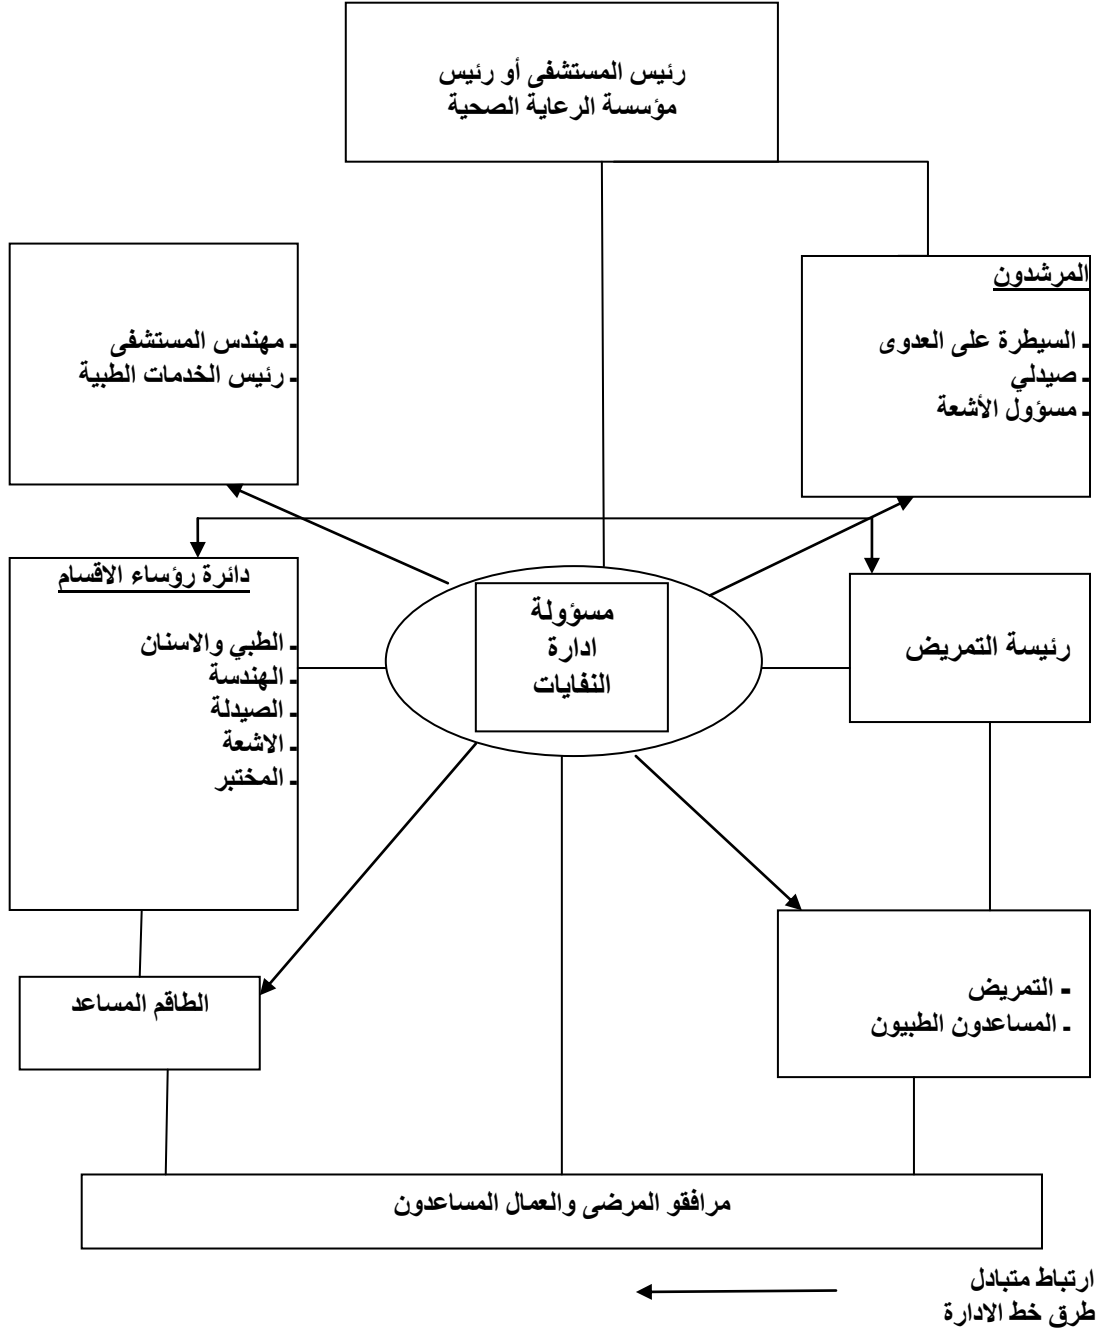 رئيس المستشفى أو رئيس
مؤسسة الرعاية الصحية
المرشدون
- السيطرة على العدوى
- صيدلي
- مسؤول الأشعة
- مهندس المستشفى
- رئيس الخدمات الطبية
رئيسة التمريض
مسؤولة
ادارة
النفايات
دائرة رؤساء الاقسام
- الطبي والاسنان
- الهندسة
- الصيدلة
- الاشعة
- المختبر
- التمريض
- المساعدون الطبيون
الطاقم المساعد
مرافقو المرضى والعمال المساعدون
ارتباط متبادل
طرق خط الادارة